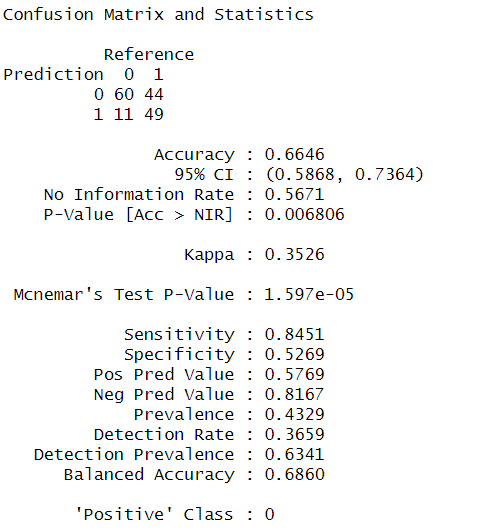 Confusion Matrix and Statistics
Reference
Prediction 0 1
0 60 44
1 11 49
Accuracy : 0.6646
95% CI : (0.5868, 0.7364)
No Information Rate : 0.5671
P-Value [Acc > NIR] : 0.006806
Kappa : 0.3526
Mcnemar's Test P-Value : 1.597e-05
Sensitivity : 0.8451
Specificity : 0.5269
Pos Pred Value : 0.5769
Neg Pred Value : 0.8167
Prevalence : 0.4329
Detection Rate : 0.3659
Detection Prevalence : 0.6341
Balanced Accuracy : 0.6860
'Positive' Class : 0